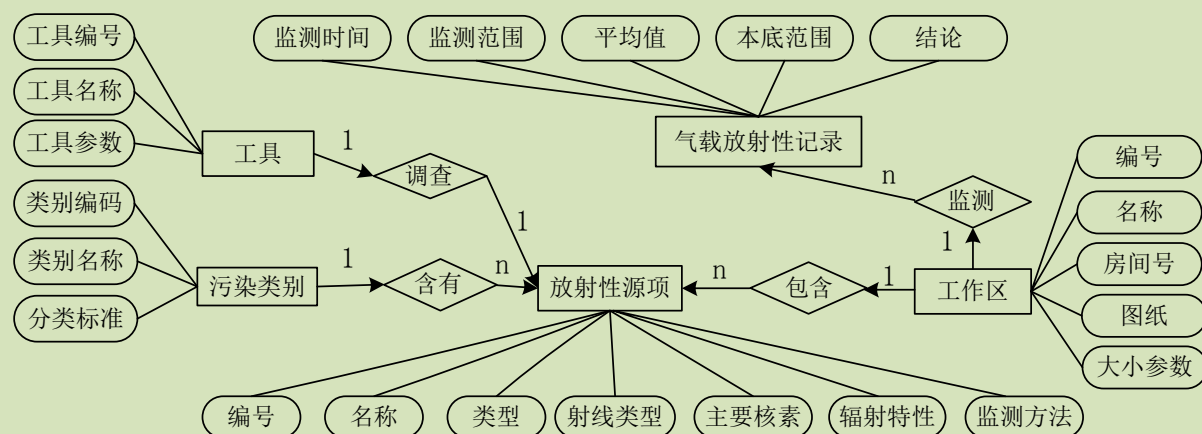 工具编号
监测时间
监测范围
平均值
本底范围
结论
工具名称
工具参数
工具
1
调查
气载放射性记录
编号
n
监测
名称
类别编码
类别名称
1
1
房间号
污染类别
1
含有
n
放射性源项
n
包含
1
工作区
分类标准
图纸
大小参数
编号
名称
类型
射线类型
主要核素
辐射特性
监测方法